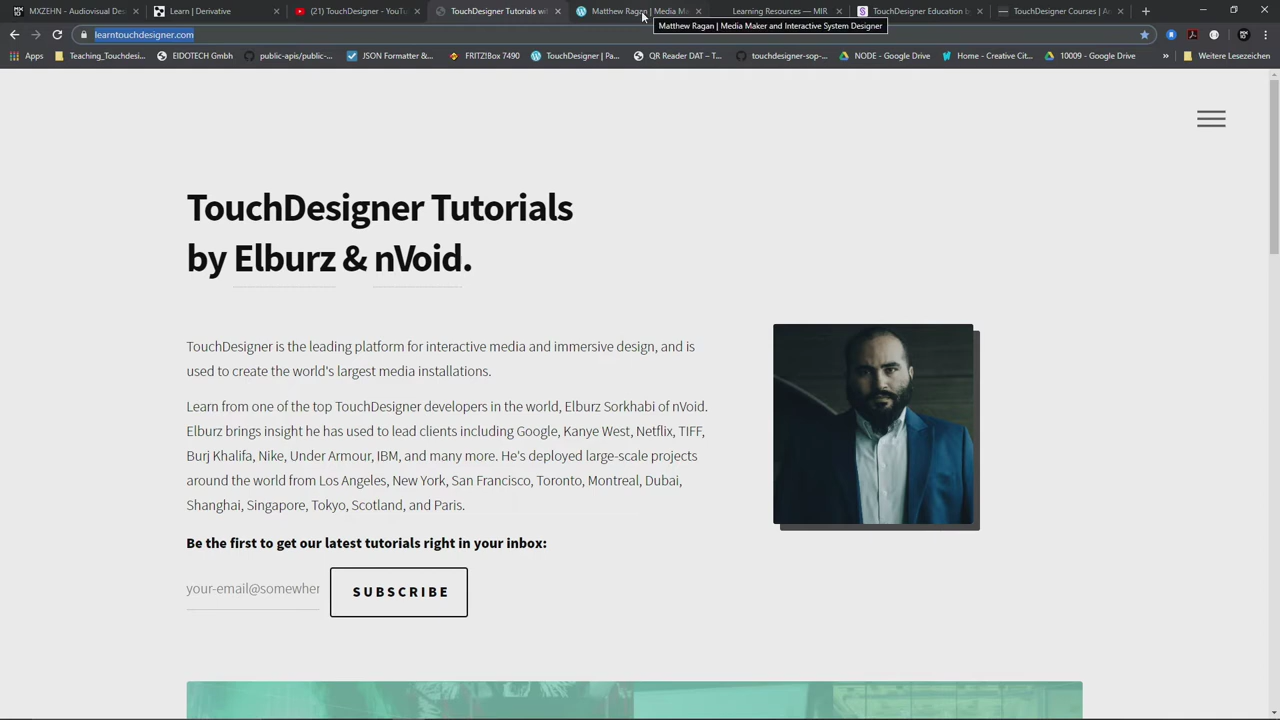 MXZEHN - Audiovisual De
Learn | Derivative
(21) TouchDesigner - YouTu
TouchDesigner Tutorials wi
Matthew Ragan | Media Ma
Learning Resources — MIR
TouchDesigner Education b
TouchDesigner Courses | A
Matthew Ragan | Media Maker and Interactive System Designer
learntouchdesigner.com
Apps
Teaching_Touchdesi...
EIDOTECH GmbH
public-apis/public-...
JSON Formatter &...
FRITZ!Box 7490
TouchDesigner | Pa...
QR Reader DAT – T...
touchdesigner-sop-...
NODE - Google Drive
Home - Creative Cit...
10009 - Google Drive
»
Weitere Lesezeichen
TouchDesigner Tutorials
by Elburz & nVoid.
TouchDesigner is the leading platform for interactive media and immersive design, and is
used to create the world's largest media installations.
Learn from one of the top TouchDesigner developers in the world, Elburz Sorkhabi of nVoid.
Elburz brings insight he has used to lead clients including Google, Kanye West, Netflix, TIFF,
Burj Khalifa, Nike, Under Armour, IBM, and many more. He's deployed large-scale projects
around the world from Los Angeles, New York, San Francisco, Toronto, Montreal, Dubai,
Shanghai, Singapore, Tokyo, Scotland, and Paris.
Be the first to get our latest tutorials right in your inbox:
your-email@somewher
SUBSCRIBE